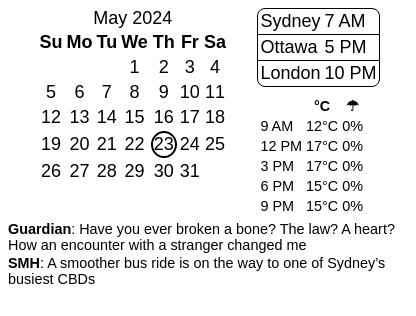 May 2024
Su Mo Tu We Th Fr Sa
1 2 3 4
5 6 7 8 9 10 11
12 13 14 15 16 17 18
19 20 21 22 23 24 25
26 27 28 29 30 31
Sydney 7 AM
Ottawa 5 PM
London 10 PM
°C ☂
9 AM 12°C 0%
12 PM 17°C 0%
3 PM 17°C 0%
6 PM 15°C 0%
9 PM 15°C 0%
Guardian: Have you ever broken a bone? The law? A heart?
How an encounter with a stranger changed me
SMH: A smoother bus ride is on the way to one of Sydney’s
busiest CBDs